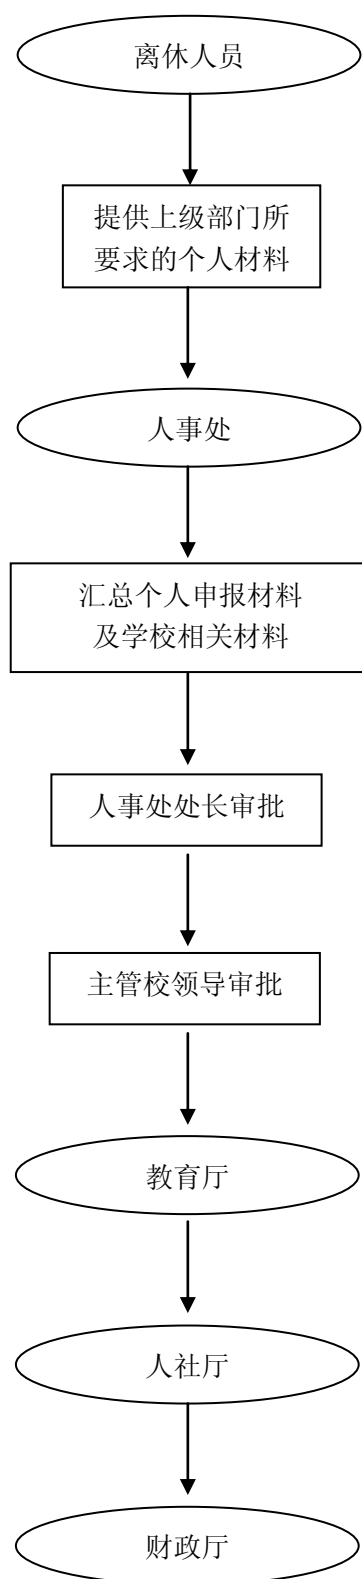 离休人员
提供上级部门所
要求的个人材料
人事处
汇总个人申报材料
及学校相关材料
人事处处长审批
主管校领导审批
教育厅
人社厅
财政厅